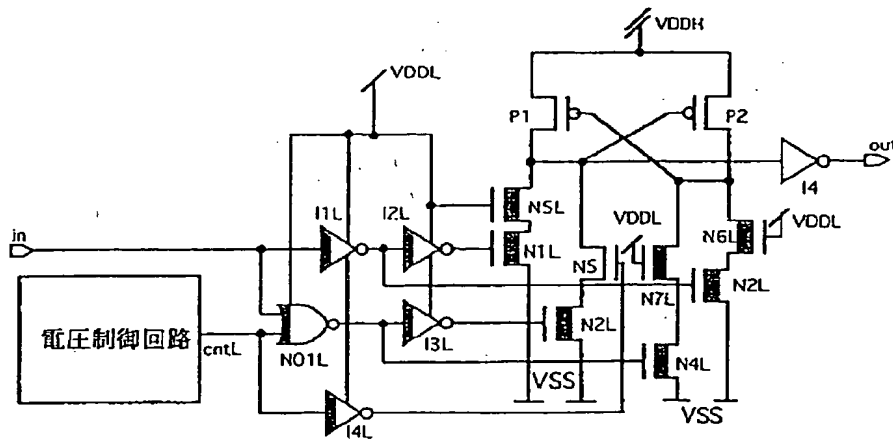 VDDH
VDDL
P1
P2
out
I4
N5L
I1L
I2L
VDDL
VDDL
in
N1L
N5
N6L
N7L
N2L
電圧制御回路
cntL
N01L
I3L
N2L
N4L
VSS
VSS
I4L